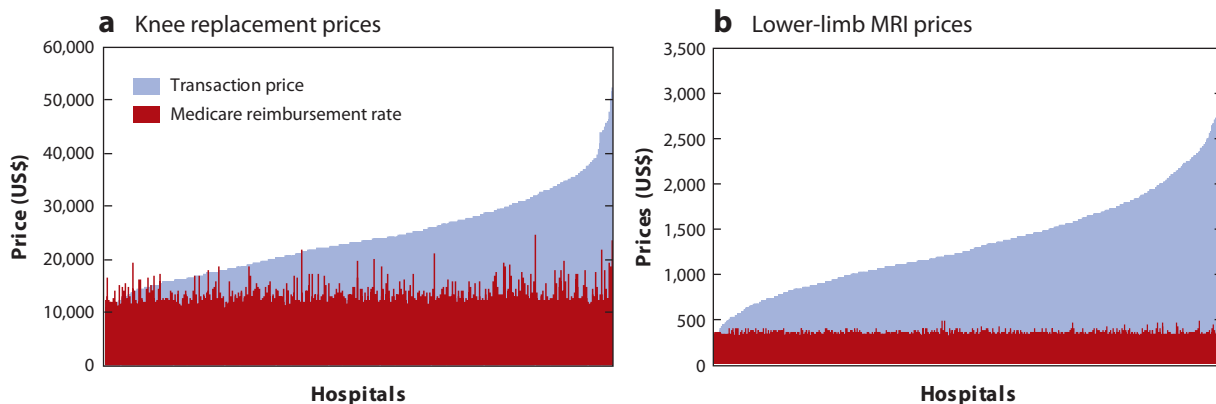 a Knee replacement prices
60,000
50,000
40,000
30,000
20,000
10,000
0
Price (US$)
Transaction price
Medicare reimbursement rate
Hospitals
b Lower-limb MRI prices
3,500
3,000
2,500
2,000
1,500
1,000
500
0
Prices (US$)
Hospitals